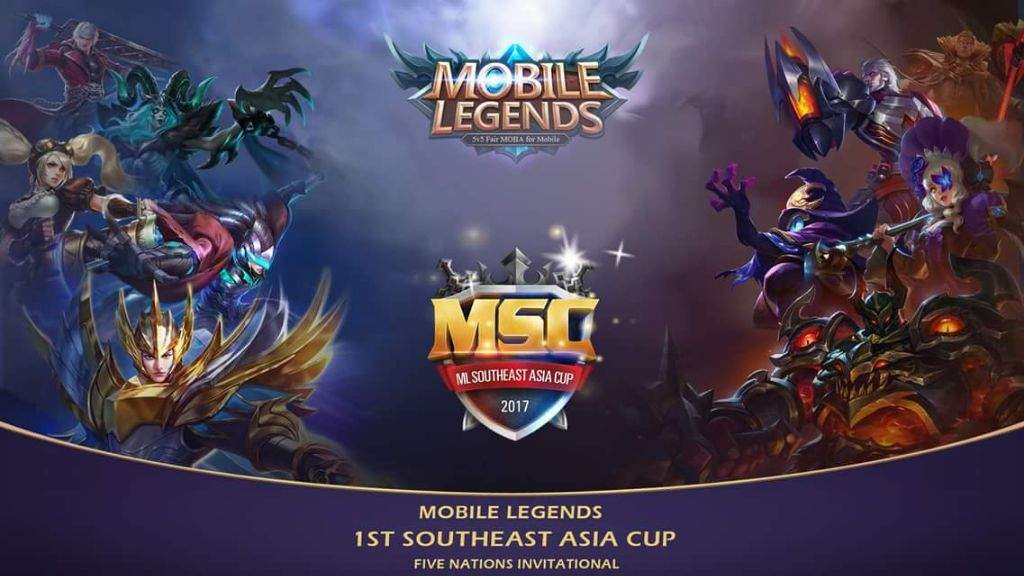 MOBILE
LEGENDS
5v5 Fair MOBA for Mobile
MSC
ML SOUTHEAST ASIA CUP
2017
MOBILE LEGENDS
1ST SOUTHEAST ASIA CUP
FIVE NATIONS INVITATIONAL